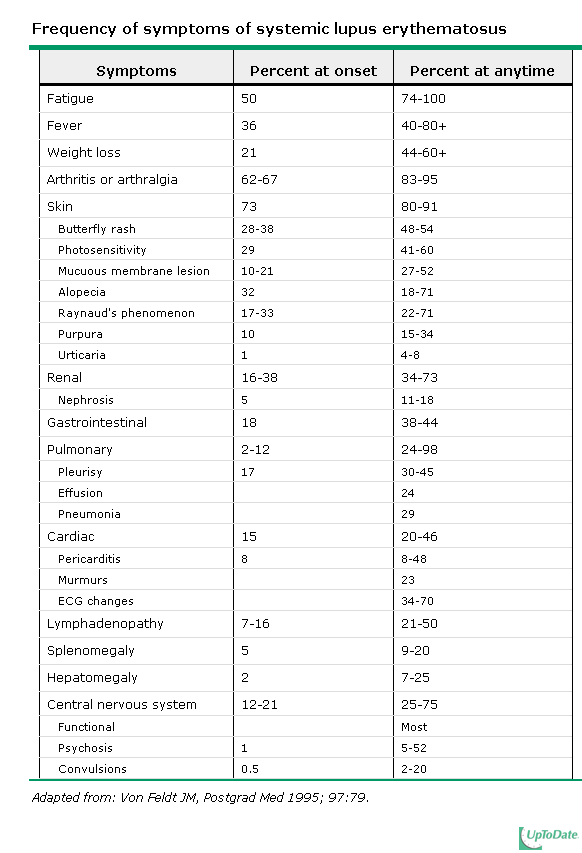 Frequency of symptoms of systemic lupus erythematosus
Symptoms Percent at onset Percent at anytime
Fatigue 50 74-100
Fever 36 40-80+
Weight loss 21 44-60+
Arthritis or arthralgia 62-67 83-95
Skin 73 80-91
Butterfly rash 28-38 48-54
Photosensitivity 29 41-60
Mucuous membrane lesion 10-21 27-52
Alopecia 32 18-71
Raynaud's phenomenon 17-33 22-71
Purpura 10 15-34
Urticaria 1 4-8
Renal 16-38 34-73
Nephrosis 5 11-18
Gastrointestinal 18 38-44
Pulmonary 2-12 24-98
Pleurisy 17 30-45
Effusion 24
Pneumonia 29
Cardiac 15 20-46
Pericarditis 8 8-48
Murmurs 23
ECG changes 34-70
Lymphadenopathy 7-16 21-50
Splenomegaly 5 9-20
Hepatomegaly 2 7-25
Central nervous system 12-21 25-75
Functional Most
Psychosis 1 5-52
Convulsions 0.5 2-20
Adapted from: Von Feldt JM, Postgrad Med 1995; 97:79.
UpToDate